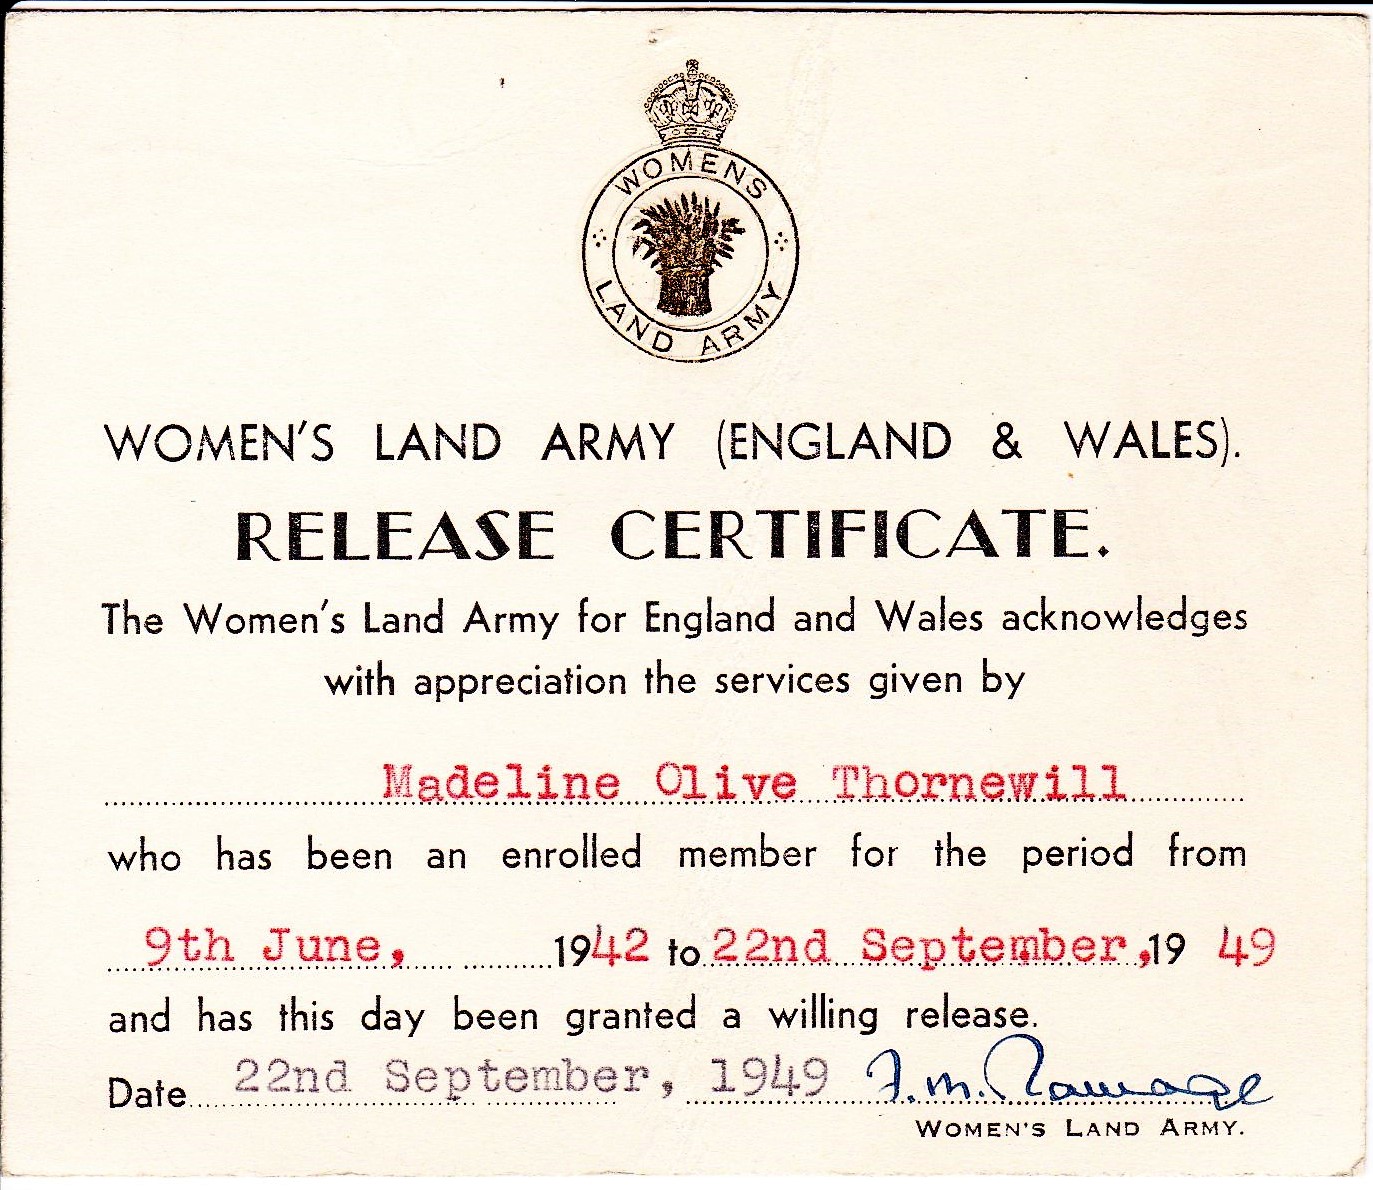 WOMENS
LAND ARMY
WOMEN'S LAND ARMY (ENGLAND & WALES).
RELEASE CERTIFICATE.
The Women's Land Army for England and Wales acknowledges
with appreciation the services given by
Madeline Olive Thornewill
who has been an enrolled member for the period from
9th June, 1942 to 22nd September, 19 49
and has this day been granted a willing release.
Date 22nd September, 1949 F. M. Ramage
WOMEN'S LAND ARMY.